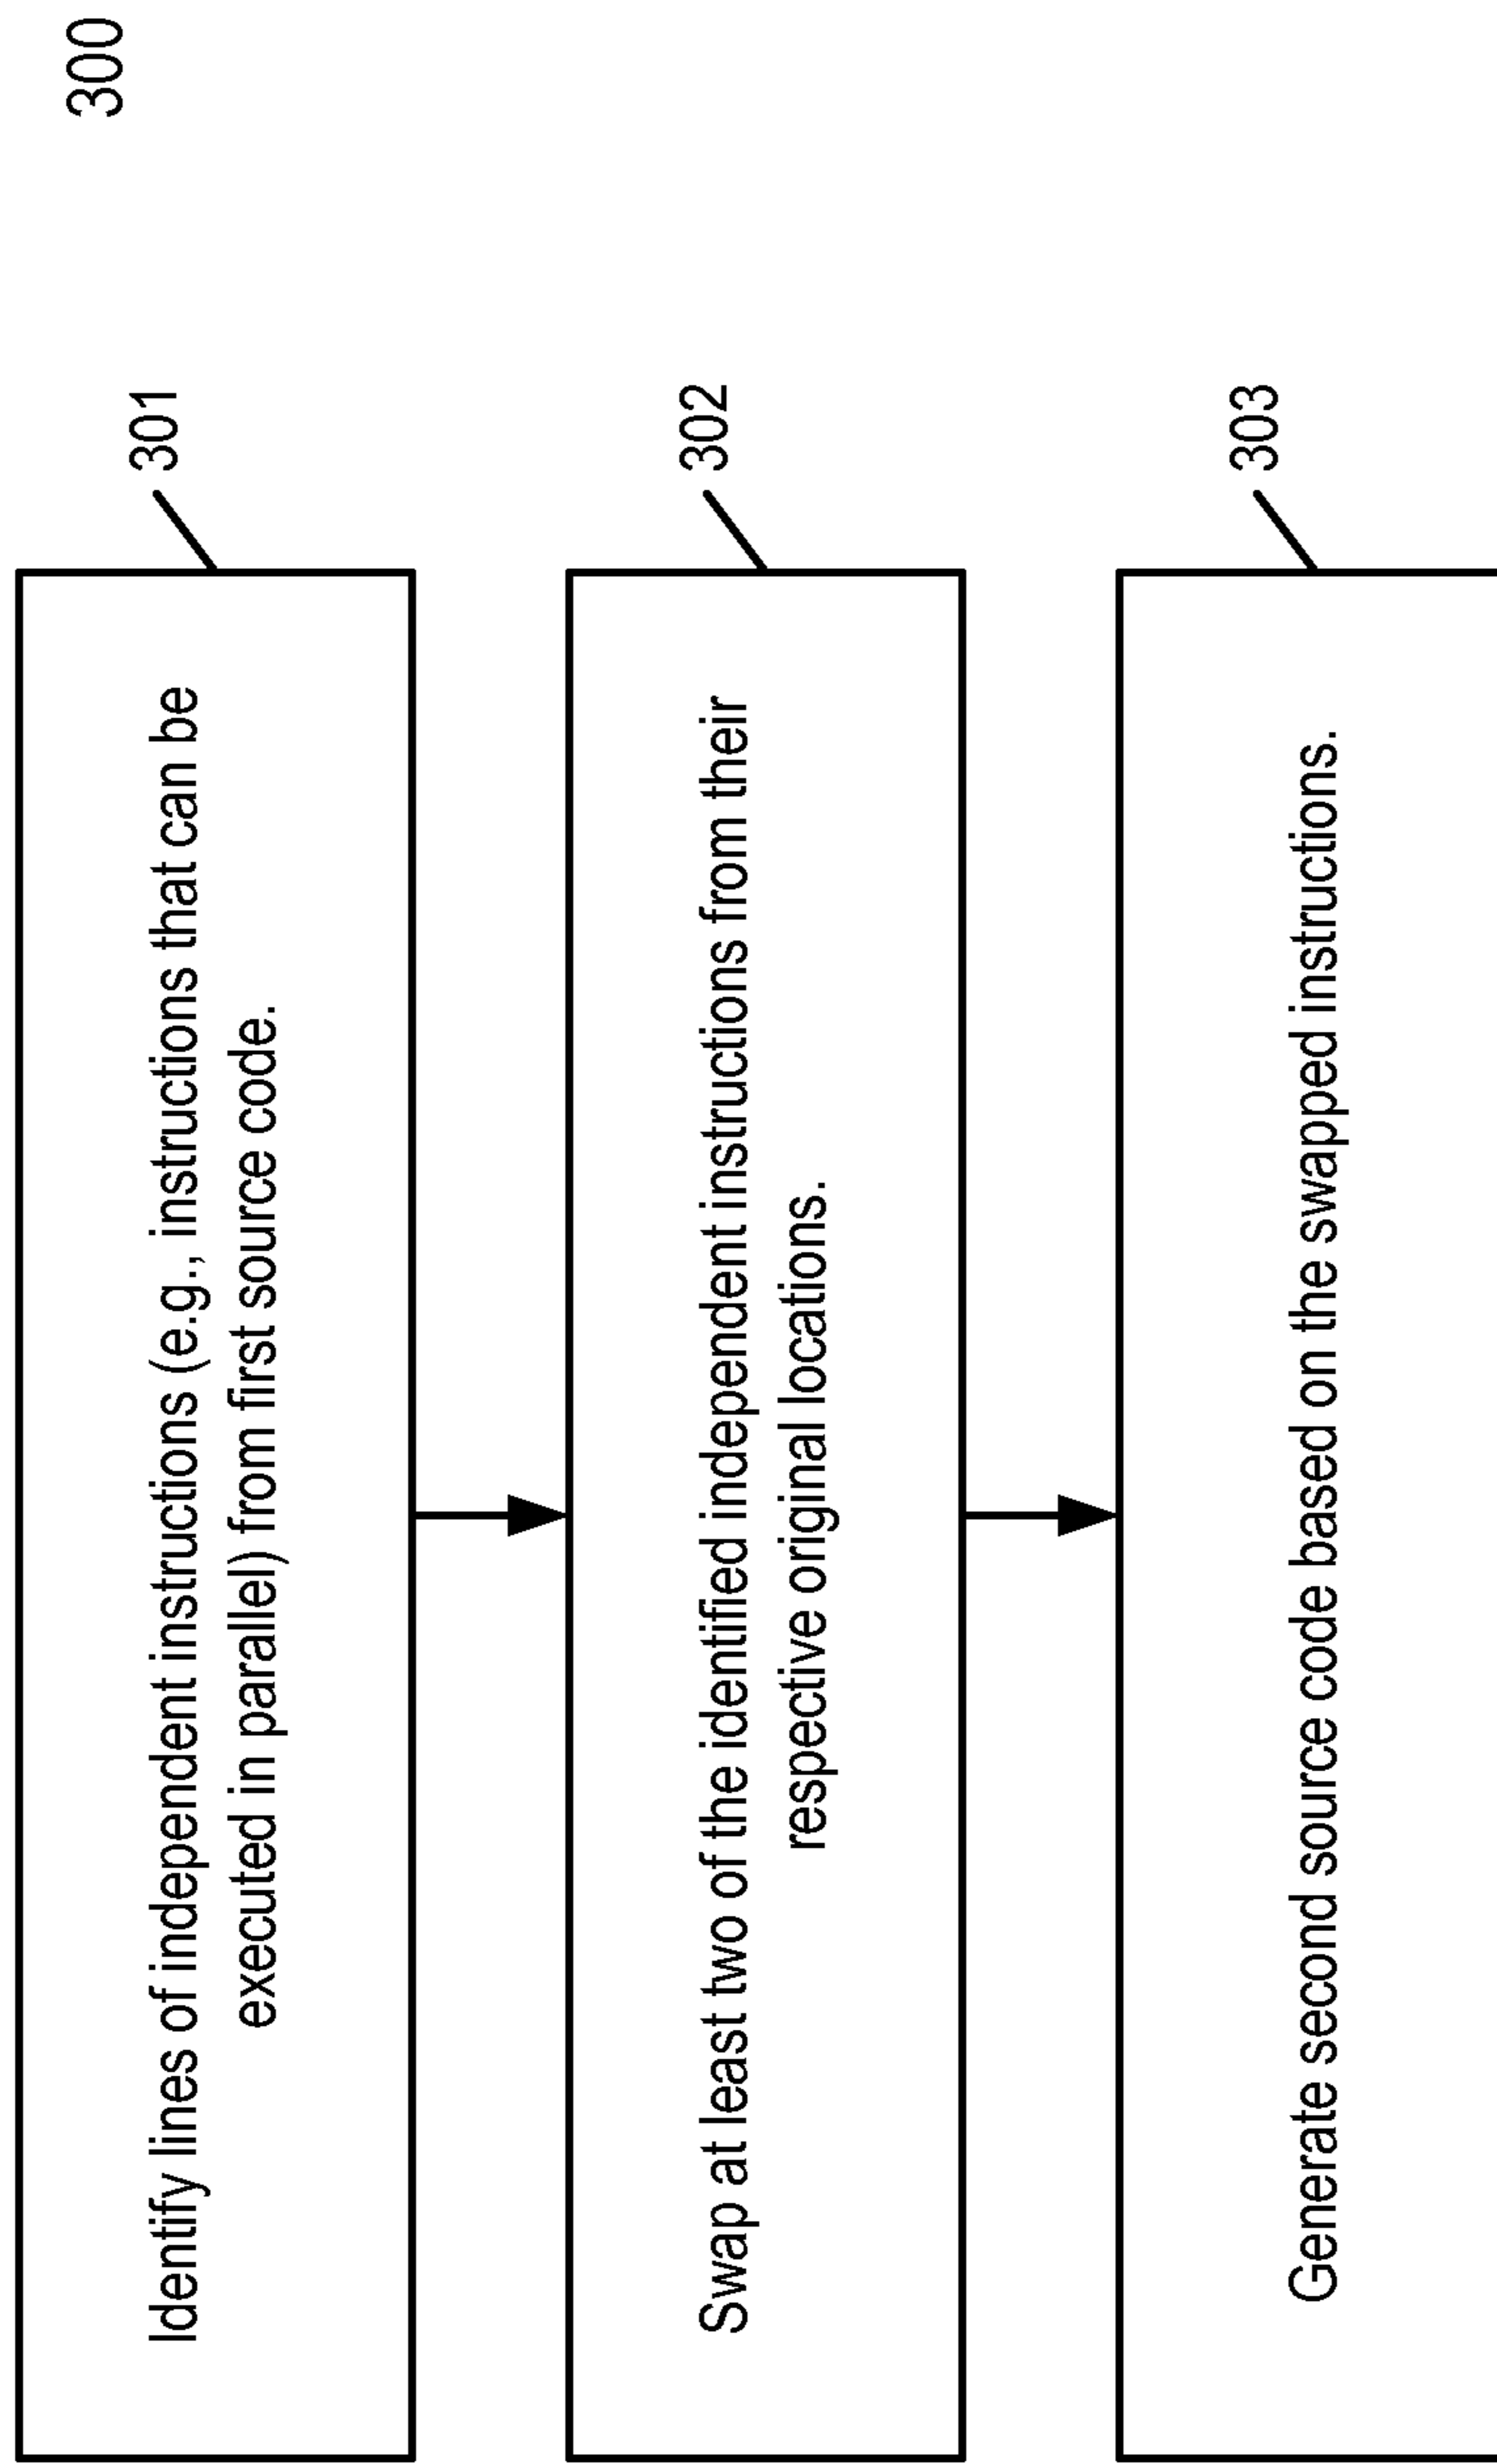 300
301
Identify lines of independent instructions (e.g., instructions that can be
executed in parallel) from first source code.
302
Swap at least two of the identified independent instructions from their
respective original locations.
303
Generate second source code based on the swapped instructions.